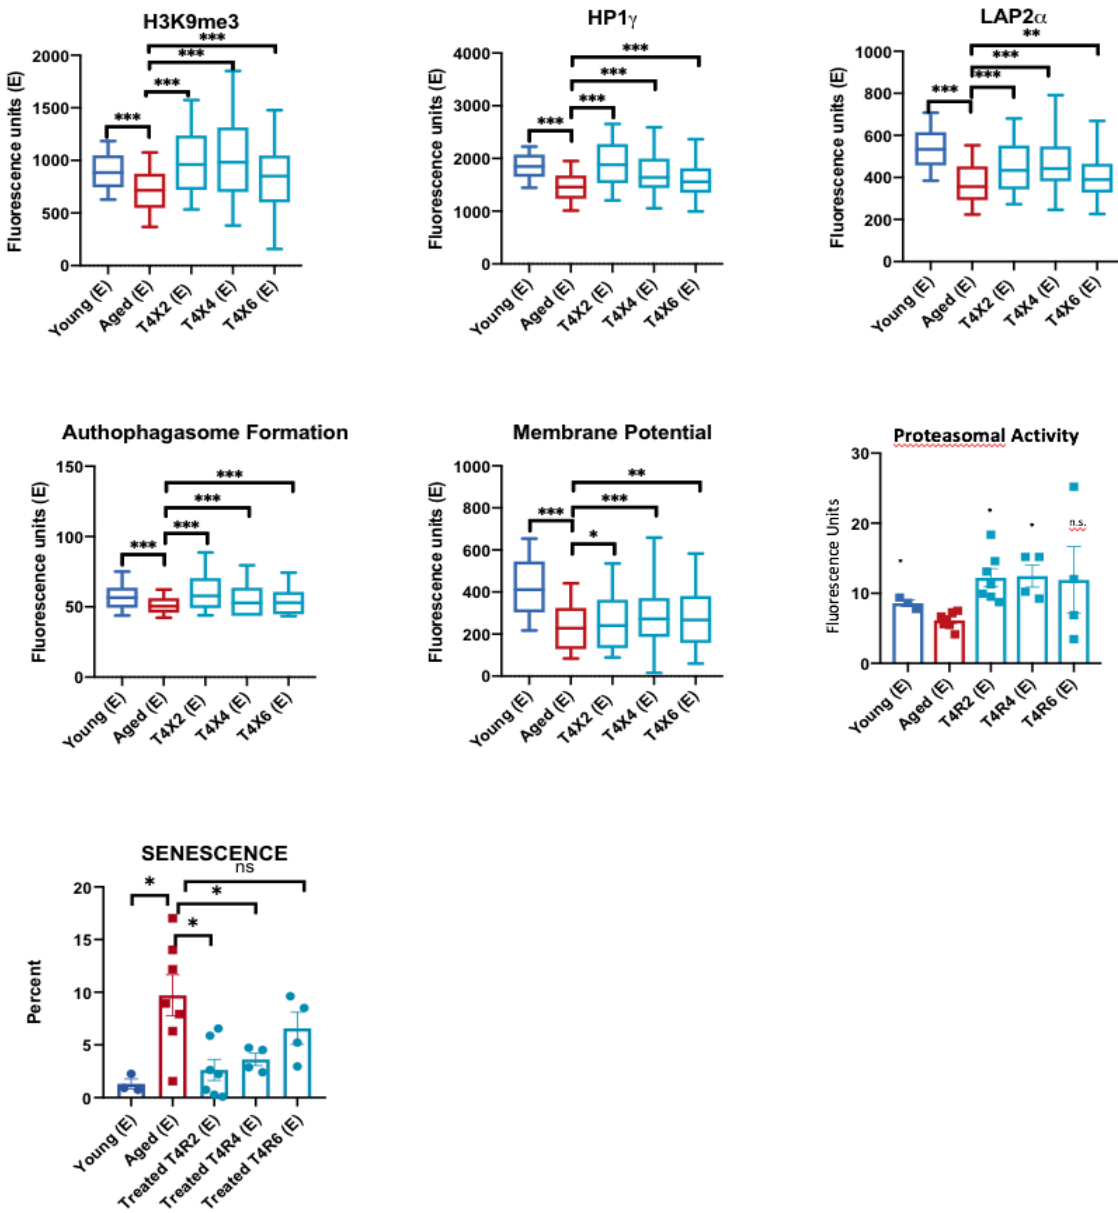 H3K9me3
Fluorescence units (E)
2000
1500
1000
500
0
***
***
***
***
Young (E)
Aged (E)
T4X2 (E)
T4X4 (E)
T4X6 (E)
HP1γ
Fluorescence units (E)
4000
3000
2000
1000
0
***
***
***
***
Young (E)
Aged (E)
T4X2 (E)
T4X4 (E)
T4X6 (E)
LAP2α
Fluorescence units (E)
1000
800
600
400
200
0
**
***
***
***
Young (E)
Aged (E)
T4X2 (E)
T4X4 (E)
T4X6 (E)
Authophagasome Formation
Fluorescence units (E)
150
100
50
0
***
***
***
***
Young (E)
Aged (E)
T4X2 (E)
T4X4 (E)
T4X6 (E)
Membrane Potential
Fluorescence units (E)
1000
800
600
400
200
0
**
***
***
*
Young (E)
Aged (E)
T4X2 (E)
T4X4 (E)
T4X6 (E)
Proteasomal Activity
Fluorescence Units
30
20
10
0
n.s.
Young (E)
Aged (E)
T4R2 (E)
T4R4 (E)
T4R6 (E)
SENESCENCE
Percent
20
15
10
5
0
ns
*
*
*
Young (E)
Aged (E)
Treated T4R2 (E)
Treated T4R4 (E)
Treated T4R6 (E)